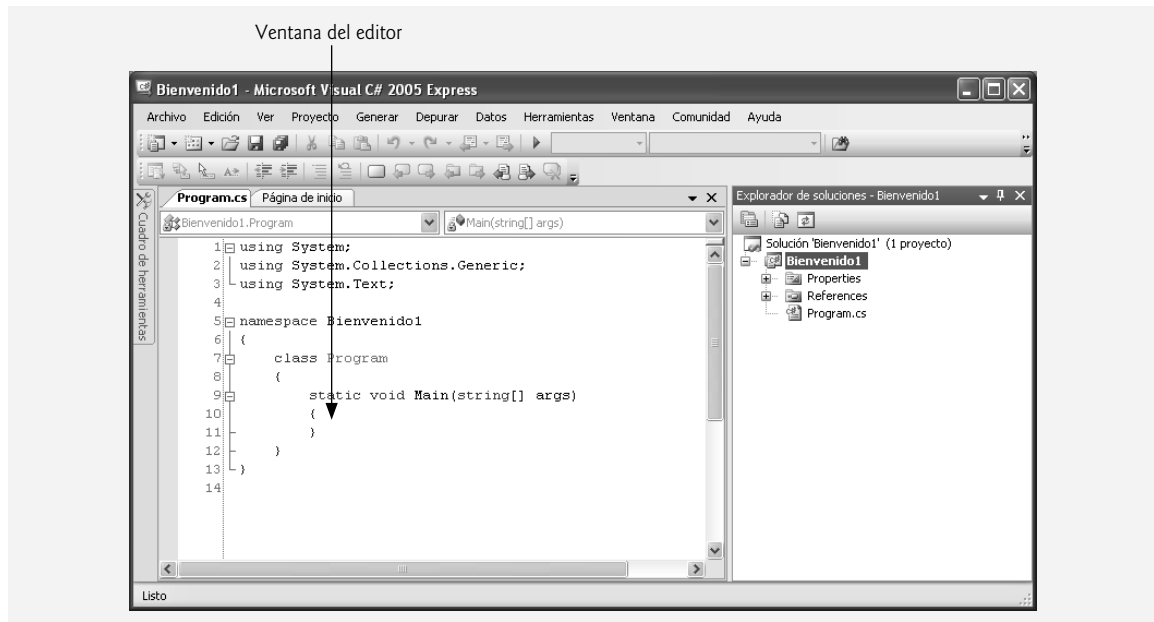 Ventana del editor
Bienvenido1 - Microsoft Visual C# 2005 Express
Archivo Edición Ver Proyecto Generar Depurar Datos Herramientas Ventana Comunidad Ayuda
Cuadro de herramientas
Program.cs Página de inicio
Bienvenido1.Program Main(string[] args)
1 using System;
2 using System.Collections.Generic;
3 using System.Text;
4
5 namespace Bienvenido1
6 {
7 class Program
8 {
9 static void Main(string[] args)
10 {
11 }
12 }
13 }
14
Explorador de soluciones - Bienvenido1
Solución 'Bienvenido1' (1 proyecto)
Bienvenido1
Properties
References
Program.cs
Listo